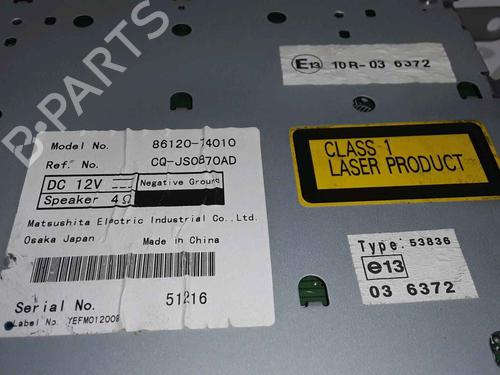 B-PARTS
E13 10R-03 6372
Model No. 86120-74010
Ref. No. CQ-JS0870AD
DC 12V Negative Ground
Speaker 4Ω
Matsushita Electric Industrial Co., Ltd.
Osaka Japan Made in China
Serial No. 51216
Label No. YEFM012009
CLASS 1
LASER PRODUCT
Type: 53836
e13
03 6372